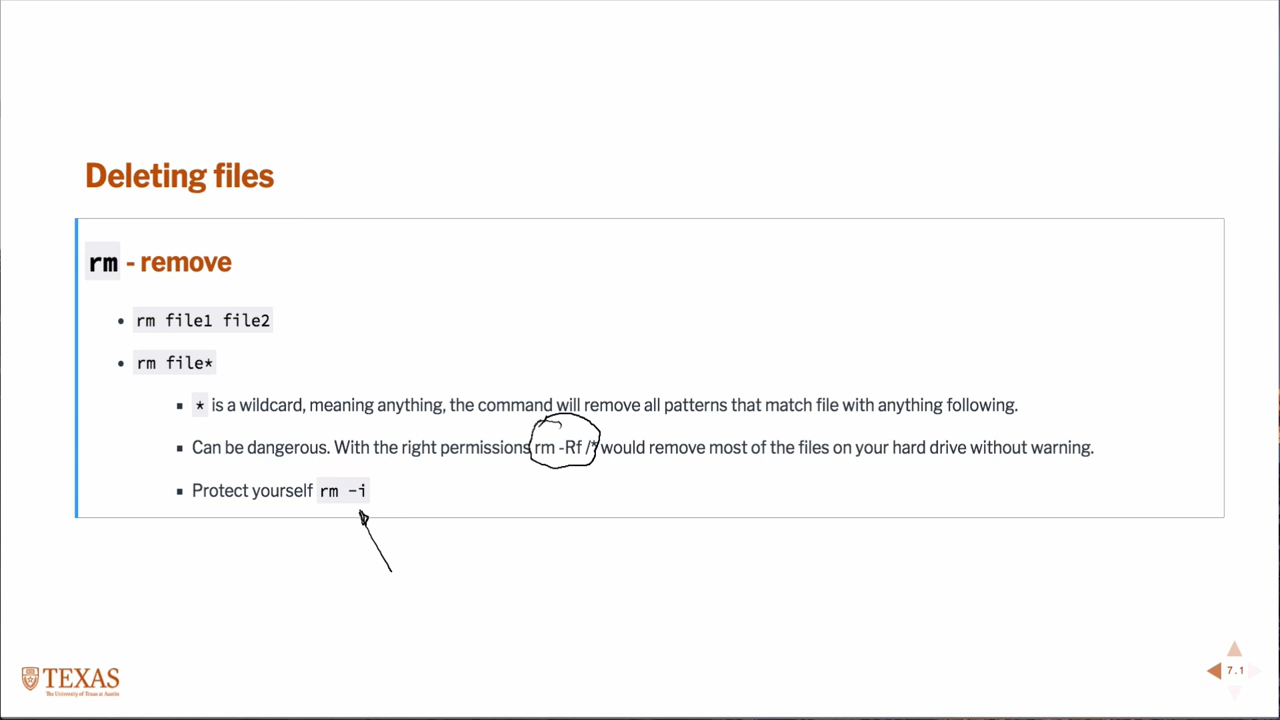 Deleting files
rm - remove
• rm file1 file2
• rm file*
▪ * is a wildcard, meaning anything, the command will remove all patterns that match file with anything following.
▪ Can be dangerous. With the right permissions rm -Rf /* would remove most of the files on your hard drive without warning.
▪ Protect yourself rm -i
TEXAS
The University of Texas at Austin
7.1